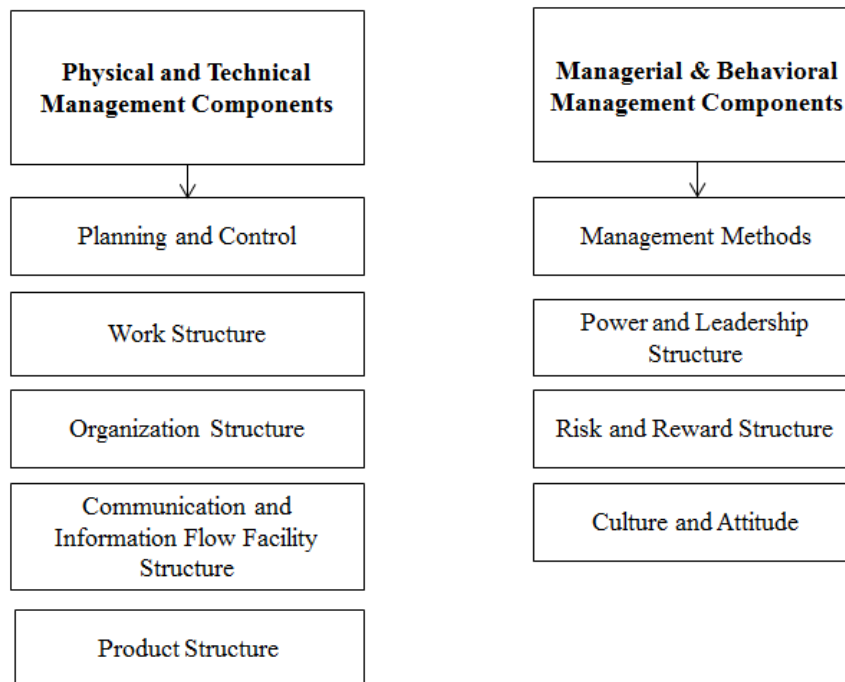 Physical and Technical
Management Components
Planning and Control
Work Structure
Organization Structure
Communication and
Information Flow Facility
Structure
Product Structure
Managerial & Behavioral
Management Components
Management Methods
Power and Leadership
Structure
Risk and Reward Structure
Culture and Attitude